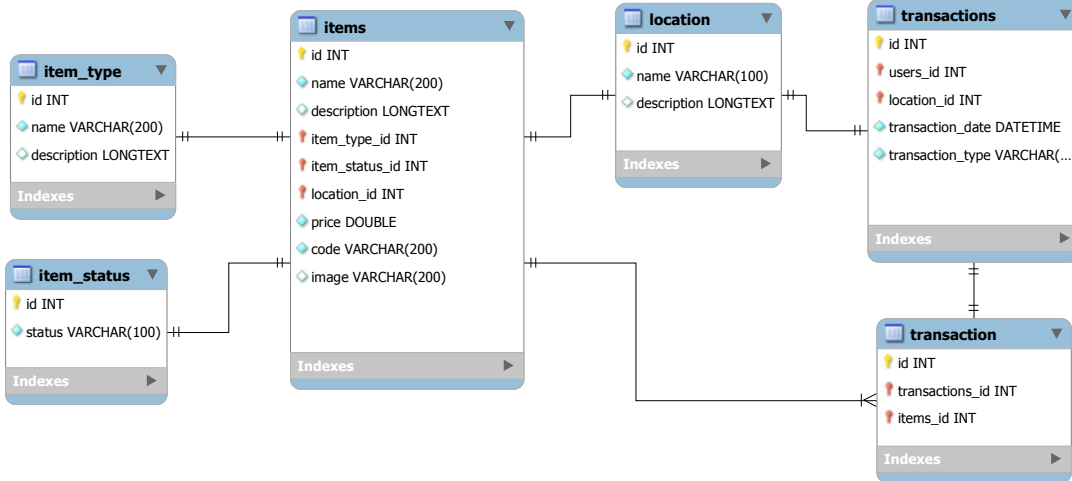 item_type
id INT
name VARCHAR(200)
description LONGTEXT
Indexes
item_status
id INT
status VARCHAR(100)
Indexes
items
id INT
name VARCHAR(200)
description LONGTEXT
item_type_id INT
item_status_id INT
location_id INT
price DOUBLE
code VARCHAR(200)
image VARCHAR(200)
Indexes
location
id INT
name VARCHAR(100)
description LONGTEXT
Indexes
transactions
id INT
users_id INT
location_id INT
transaction_date DATETIME
transaction_type VARCHAR(...
Indexes
transaction
id INT
transactions_id INT
items_id INT
Indexes